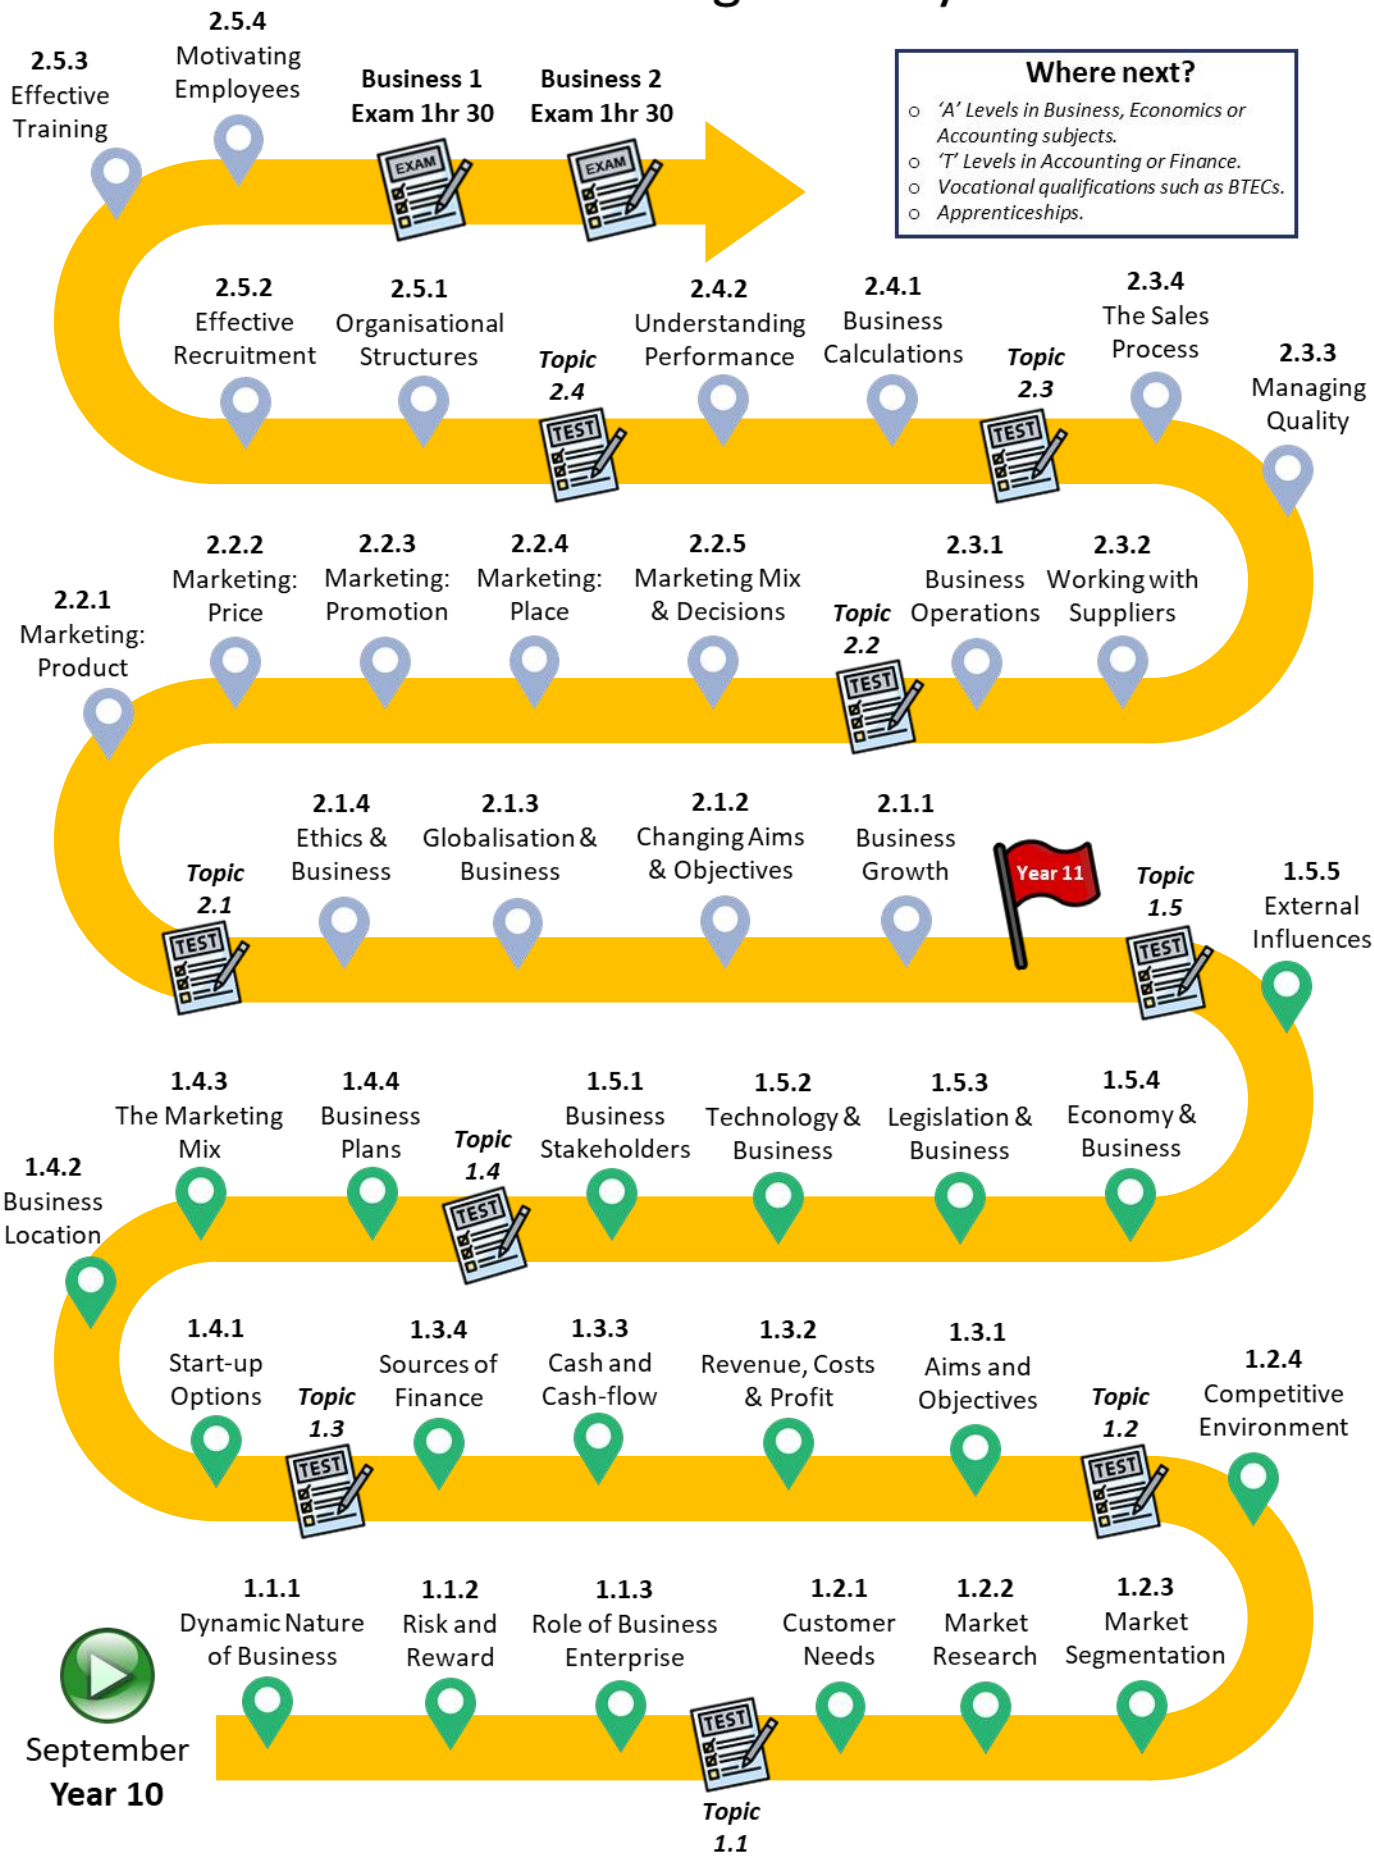 2.5.4
Motivating
Employees
2.5.3
Effective
Training
Business 1
Exam 1hr 30
Business 2
Exam 1hr 30
EXAM
EXAM
Where next?
‘A’ Levels in Business, Economics or
Accounting subjects.
‘T’ Levels in Accounting or Finance.
Vocational qualifications such as BTECs.
Apprenticeships.
2.5.2
Effective
Recruitment
2.5.1
Organisational
Structures
Topic
2.4
TEST
2.4.2
Understanding
Performance
2.4.1
Business
Calculations
Topic
2.3
TEST
2.3.4
The Sales
Process
2.3.3
Managing
Quality
2.2.1
Marketing:
Product
2.2.2
Marketing:
Price
2.2.3
Marketing:
Promotion
2.2.4
Marketing:
Place
2.2.5
Marketing Mix
& Decisions
Topic
2.2
TEST
2.3.1
Business
Operations
2.3.2
Working with
Suppliers
Topic
2.1
TEST
2.1.4
Ethics &
Business
2.1.3
Globalisation &
Business
2.1.2
Changing Aims
& Objectives
2.1.1
Business
Growth
Year 11
Topic
1.5
TEST
1.5.5
External
Influences
1.4.2
Business
Location
1.4.3
The Marketing
Mix
1.4.4
Business
Plans
Topic
1.4
TEST
1.5.1
Business
Stakeholders
1.5.2
Technology &
Business
1.5.3
Legislation &
Business
1.5.4
Economy &
Business
1.4.1
Start-up
Options
Topic
1.3
TEST
1.3.4
Sources of
Finance
1.3.3
Cash and
Cash-flow
1.3.2
Revenue, Costs
& Profit
1.3.1
Aims and
Objectives
Topic
1.2
TEST
1.2.4
Competitive
Environment
September
Year 10
1.1.1
Dynamic Nature
of Business
1.1.2
Risk and
Reward
1.1.3
Role of Business
Enterprise
TEST
Topic
1.1
1.2.1
Customer
Needs
1.2.2
Market
Research
1.2.3
Market
Segmentation